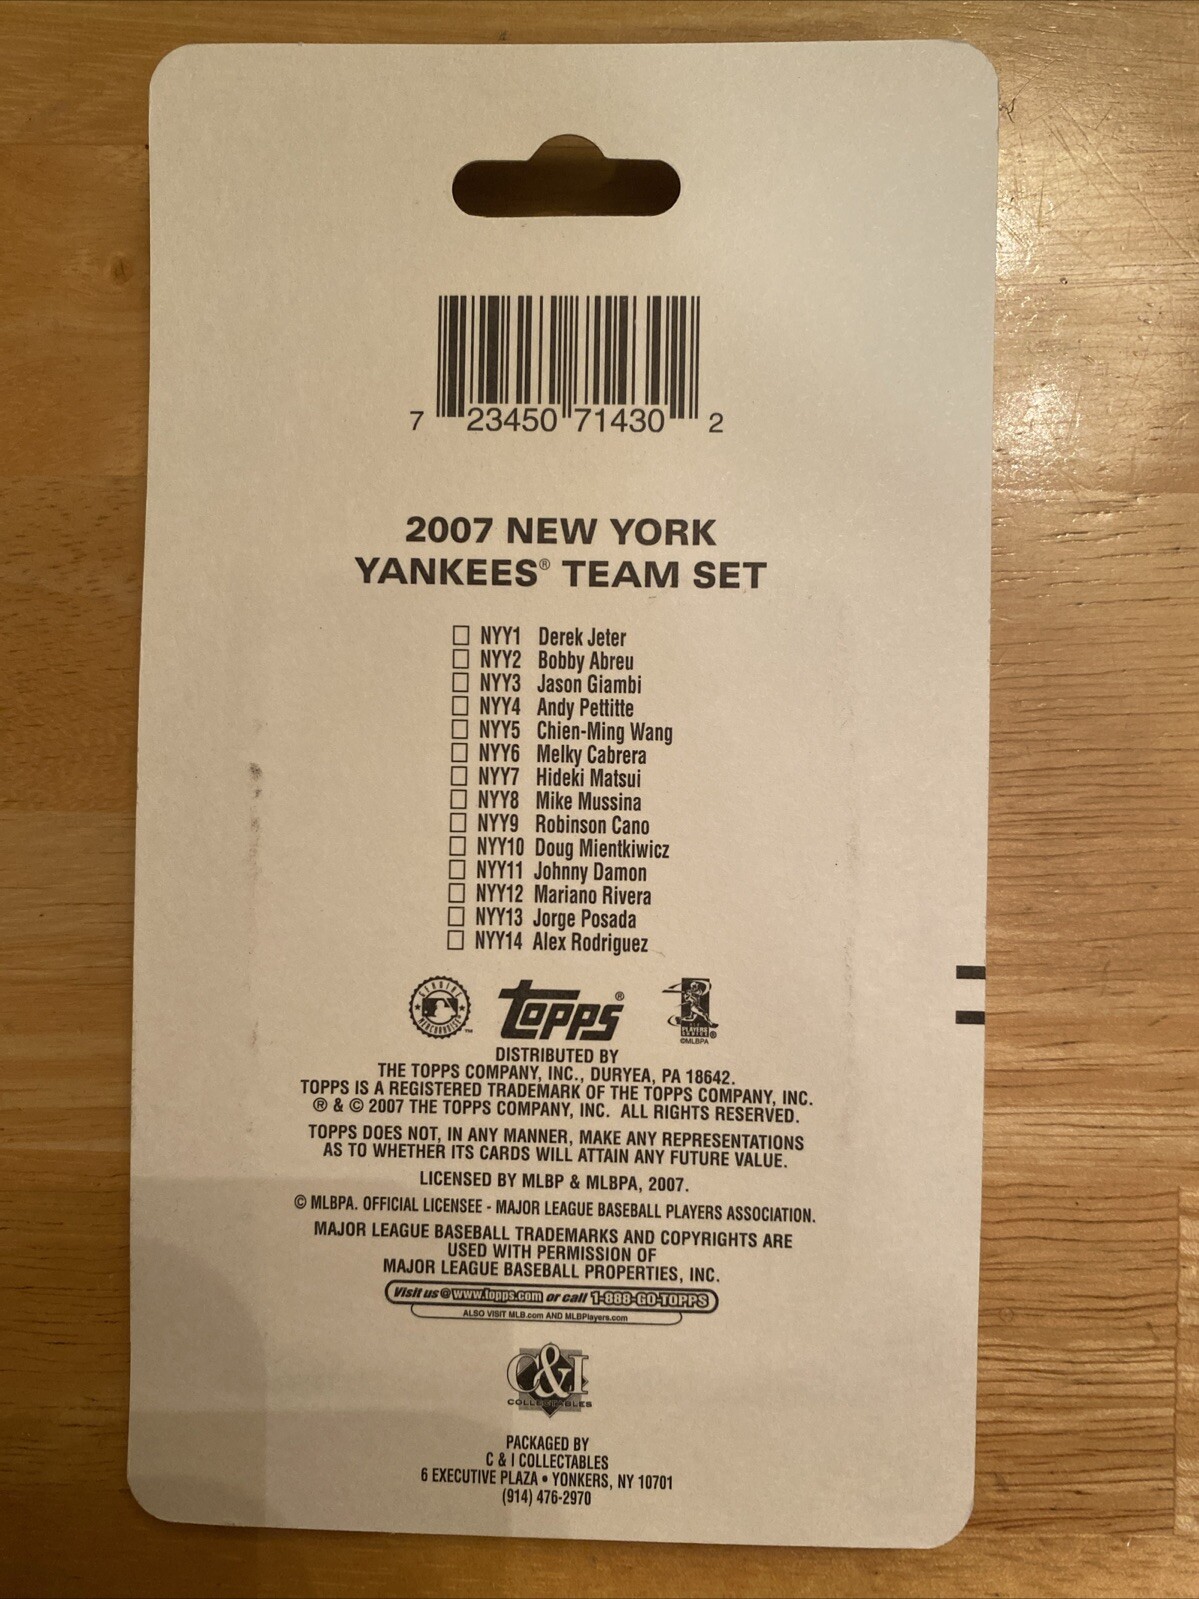 7 23450 71430 2
2007 NEW YORK
YANKEES® TEAM SET
NYY1 Derek Jeter
NYY2 Bobby Abreu
NYY3 Jason Giambi
NYY4 Andy Pettitte
NYY5 Chien-Ming Wang
NYY6 Melky Cabrera
NYY7 Hideki Matsui
NYY8 Mike Mussina
NYY9 Robinson Cano
NYY10 Doug Mientkiwicz
NYY11 Johnny Damon
NYY12 Mariano Rivera
NYY13 Jorge Posada
NYY14 Alex Rodriguez
GENUINE MERCHANDISE ™
Topps®
PLAYERS CHOICE ®
©MLBPA
DISTRIBUTED BY
THE TOPPS COMPANY, INC., DURYEA, PA 18642.
TOPPS IS A REGISTERED TRADEMARK OF THE TOPPS COMPANY, INC.
® & © 2007 THE TOPPS COMPANY, INC. ALL RIGHTS RESERVED.
TOPPS DOES NOT, IN ANY MANNER, MAKE ANY REPRESENTATIONS
AS TO WHETHER ITS CARDS WILL ATTAIN ANY FUTURE VALUE.
LICENSED BY MLBP & MLBPA, 2007.
© MLBPA. OFFICIAL LICENSEE - MAJOR LEAGUE BASEBALL PLAYERS ASSOCIATION.
MAJOR LEAGUE BASEBALL TRADEMARKS AND COPYRIGHTS ARE
USED WITH PERMISSION OF
MAJOR LEAGUE BASEBALL PROPERTIES, INC.
Visit us @ www.topps.com or call 1-888-GO-TOPPS
ALSO VISIT MLB.com AND MLBPlayers.com
C&I
COLLECTABLES
PACKAGED BY
C & I COLLECTABLES
6 EXECUTIVE PLAZA • YONKERS, NY 10701
(914) 476-2970